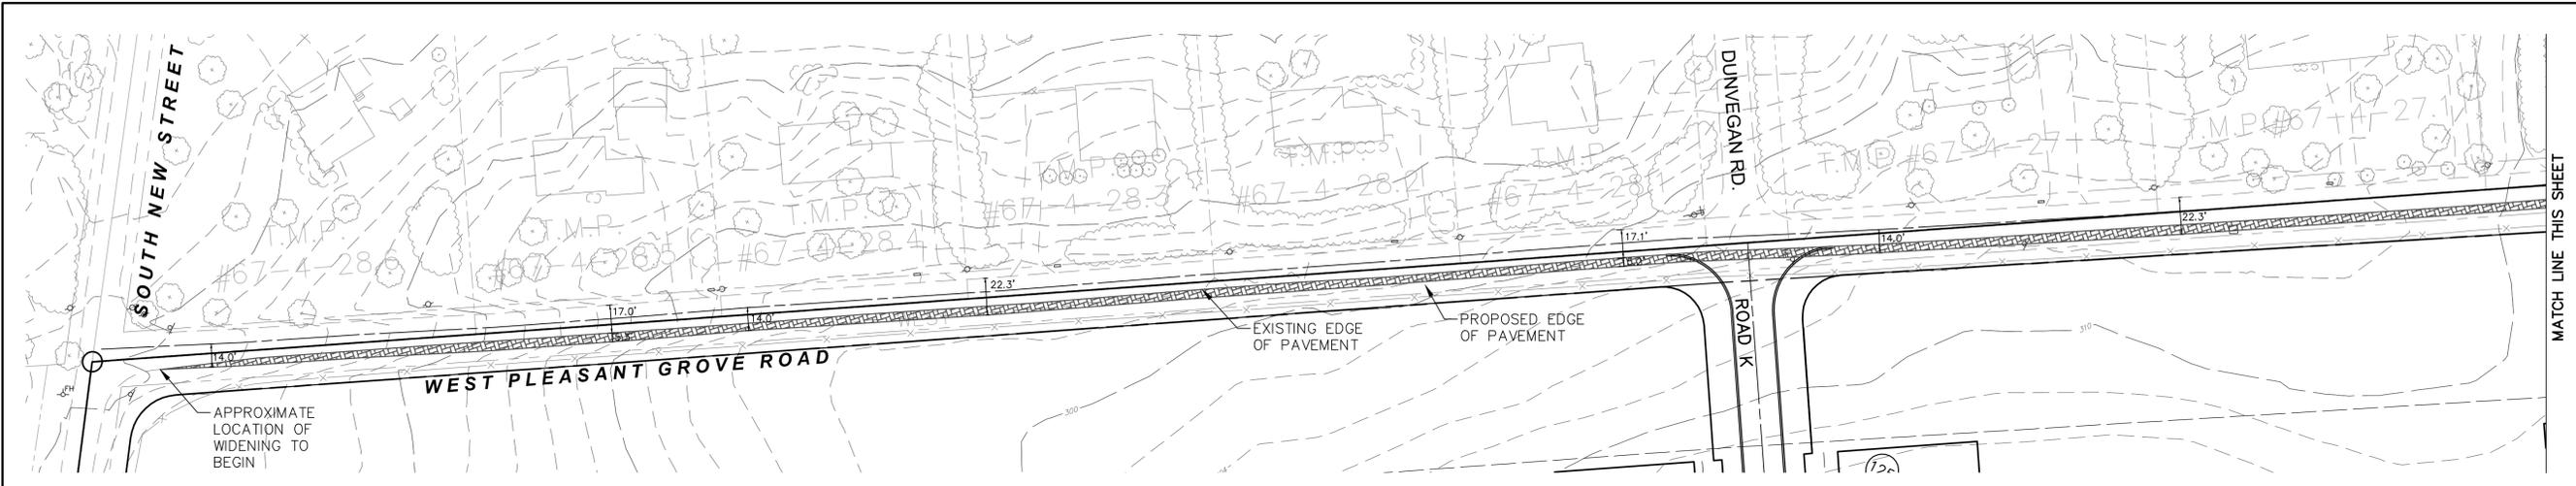 SOUTH NEW STREET
DUNVEGAN RD.
T.M.P.
#67-4-28.6
T.M.P.
#67-4-28.5
T.M.P.
#67-4-28.4
T.M.P.
#67-4-28.3
T.M.P.
#67-4-28.2
T.M.P.
#67-4-28.1
T.M.P. #67-4-27
T.M.P. #67-4-27.1
14.0'
17.0'
14.0'
22.3'
17.1'
14.0'
22.3'
WEST PLEASANT GROVE ROAD
EXISTING EDGE
OF PAVEMENT
PROPOSED EDGE
OF PAVEMENT
ROAD K
APPROXIMATE
LOCATION OF
WIDENING TO
BEGIN
FH
300
310
MATCH LINE THIS SHEET